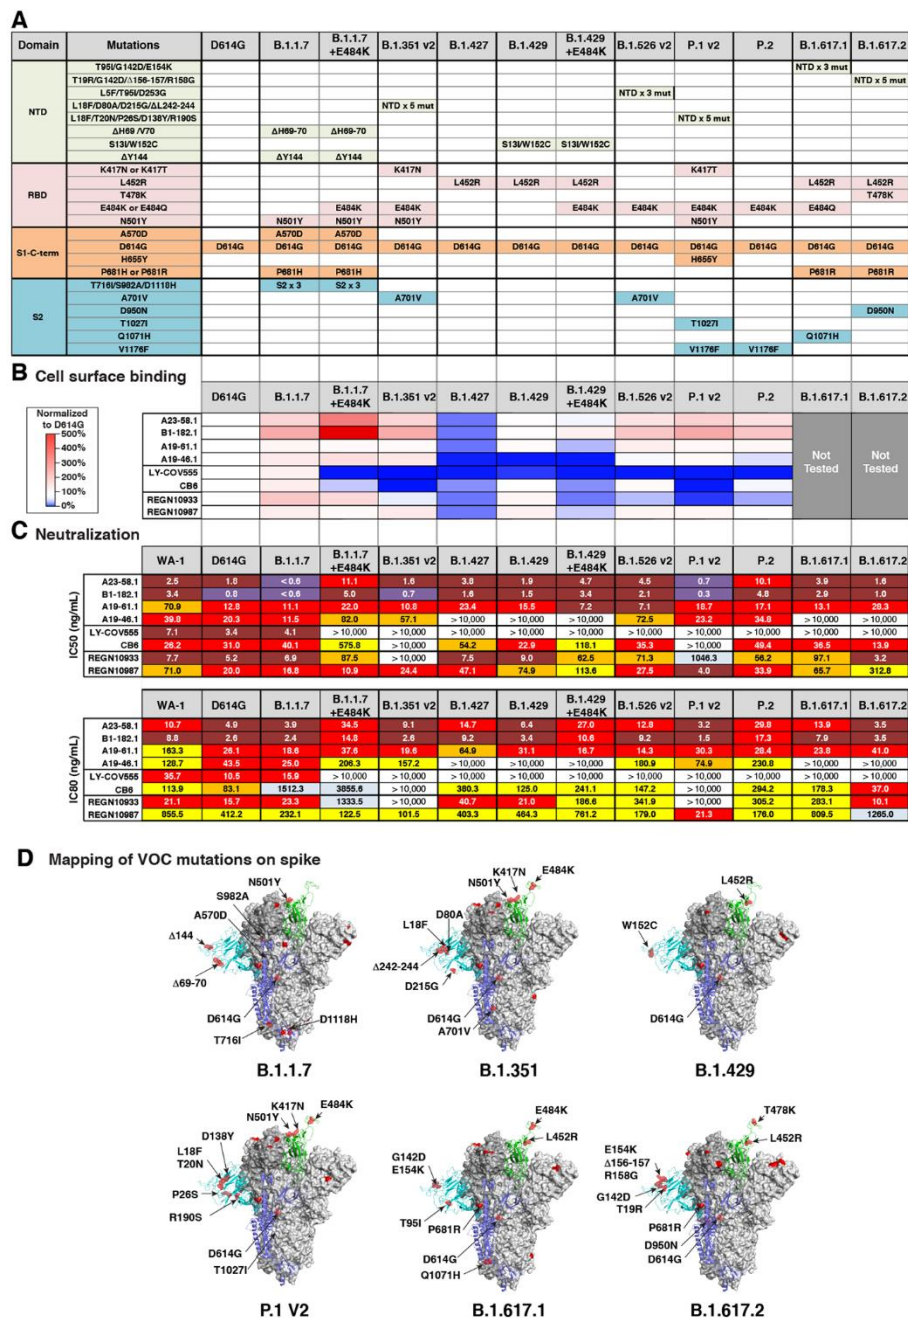 A
Domain Mutations D614G B.1.1.7 B.1.1.7 +E484K B.1.351 v2 B.1.427 B.1.429 B.1.429 +E484K B.1.526 v2 P.1 v2 P.2 B.1.617.1 B.1.617.2
NTD
T95I/G142D/E154K NTD x 3 mut
T19R/G142D/Δ156-157/R158G NTD x 5 mut
L5F/T95I/D253G NTD x 3 mut
L18F/D80A/D215G/ΔL242-244 NTD x 5 mut
L18F/T20N/P26S/D138Y/R190S NTD x 5 mut
ΔH69 /V70 ΔH69-70 ΔH69-70
S13I/W152C S13I/W152C S13I/W152C
ΔY144 ΔY144 ΔY144
RBD
K417N or K417T K417N K417T
L452R L452R L452R L452R L452R L452R
T478K T478K
E484K or E484Q E484K E484K E484K E484K E484K E484K E484Q
N501Y N501Y N501Y N501Y N501Y
S1-C-term
A570D A570D A570D
D614G D614G D614G D614G D614G D614G D614G D614G D614G D614G D614G D614G D614G
H655Y H655Y
P681H or P681R P681H P681H P681R P681R
S2
T716I/S982A/D1118H S2 x 3 S2 x 3
A701V A701V A701V
D950N D950N
T1027I T1027I
Q1071H Q1071H
V1176F V1176F V1176F
B Cell surface binding
Normalized to D614G
500%
400%
300%
200%
100%
0%
D614G B.1.1.7 B.1.1.7 +E484K B.1.351 v2 B.1.427 B.1.429 B.1.429 +E484K B.1.526 v2 P.1 v2 P.2 B.1.617.1 B.1.617.2
A23-58.1
B1-182.1
A19-61.1
A19-46.1
LY-COV555
CB6
REGN10933
REGN10987
Not Tested Not Tested
C Neutralization
WA-1 D614G B.1.1.7 B.1.1.7 +E484K B.1.351 v2 B.1.427 B.1.429 B.1.429 +E484K B.1.526 v2 P.1 v2 P.2 B.1.617.1 B.1.617.2
IC50 (ng/mL)
A23-58.1 2.5 1.8 < 0.6 11.1 1.6 3.8 1.9 4.7 4.5 0.7 10.1 3.9 1.6
B1-182.1 3.4 0.8 < 0.6 5.0 0.7 1.6 1.5 3.4 2.1 0.3 4.8 2.9 1.0
A19-61.1 70.9 12.8 11.1 22.0 10.8 23.4 15.5 7.2 7.1 18.7 17.1 13.1 28.3
A19-46.1 39.8 20.3 11.5 82.0 57.1 >10,000 >10,000 >10,000 72.5 23.2 34.8 >10,000 >10,000
LY-COV555 7.1 3.4 4.1 >10,000 >10,000 >10,000 >10,000 >10,000 >10,000 >10,000 >10,000 >10,000 >10,000
CB6 26.2 31.0 40.1 575.8 >10,000 54.2 22.9 118.1 35.3 >10,000 49.4 36.5 13.9
REGN10933 7.7 5.2 6.9 87.5 >10,000 7.5 9.0 62.5 71.3 1046.3 56.2 97.1 3.2
REGN10987 71.0 20.0 16.8 10.9 24.4 47.1 74.9 113.6 27.5 4.0 33.9 65.7 312.8
WA-1 D614G B.1.1.7 B.1.1.7 +E484K B.1.351 v2 B.1.427 B.1.429 B.1.429 +E484K B.1.526 v2 P.1 v2 P.2 B.1.617.1 B.1.617.2
IC80 (ng/mL)
A23-58.1 10.7 4.9 3.9 34.5 9.1 14.7 6.4 27.0 12.8 3.2 29.8 13.9 3.5
B1-182.1 8.8 2.6 2.4 14.8 2.7 9.2 3.4 10.6 9.2 1.5 17.3 7.9 3.5
A19-61.1 163.3 26.1 18.6 37.6 19.6 64.9 31.1 16.7 14.3 30.3 28.4 23.8 41.0
A19-46.1 128.7 43.5 25.0 206.3 157.2 >10,000 >10,000 >10,000 180.9 74.9 230.8 >10,000 >10,000
LY-COV555 35.7 10.5 15.9 >10,000 >10,000 >10,000 >10,000 >10,000 >10,000 >10,000 >10,000 >10,000 >10,000
CB6 113.9 83.1 1512.3 3855.6 >10,000 380.3 125.0 241.1 147.2 >10,000 294.2 178.3 37.0
REGN10933 21.1 15.7 23.3 1333.5 >10,000 40.7 21.0 186.6 341.9 >10,000 305.2 283.1 10.1
REGN10987 855.5 412.2 232.1 122.5 101.5 403.3 464.3 761.2 179.0 21.3 176.0 809.5 1265.0
D Mapping of VOC mutations on spike
N501Y
S982A
A570D
Δ144
Δ69-70
D614G
T716I
D1118H
B.1.1.7
K417N
N501Y
E484K
L18F
D80A
Δ242-244
D215G
D614G
A701V
B.1.351
L452R
W152C
D614G
B.1.429
K417N
N501Y
E484K
D138Y
L18F
T20N
P26S
R190S
D614G
T1027I
P.1 V2
E484K
L452R
G142D
E154K
T95I
P681R
D614G
Q1071H
B.1.617.1
T478K
L452R
E154K
Δ156-157
R158G
G142D
T19R
P681R
D950N
D614G
B.1.617.2